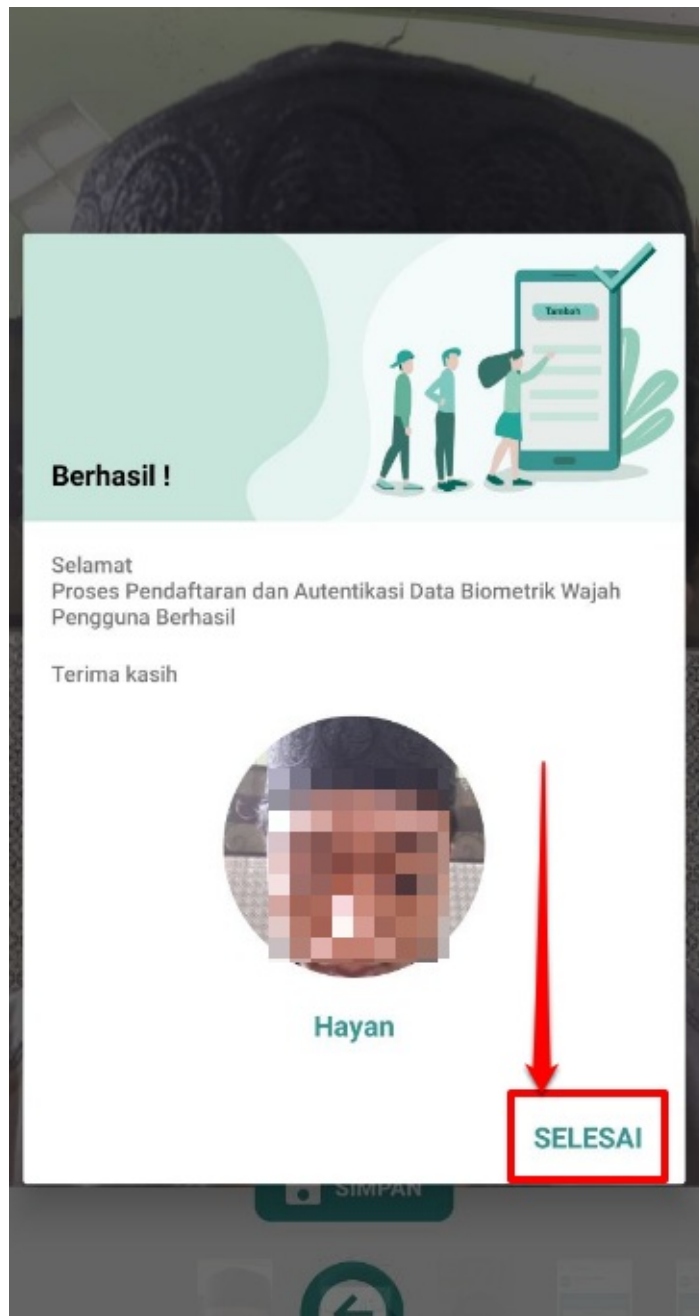 Tambah
Berhasil !
Selamat
Proses Pendaftaran dan Autentikasi Data Biometrik Wajah
Pengguna Berhasil
Terima kasih
Hayan
SELESAI
SIMPAN